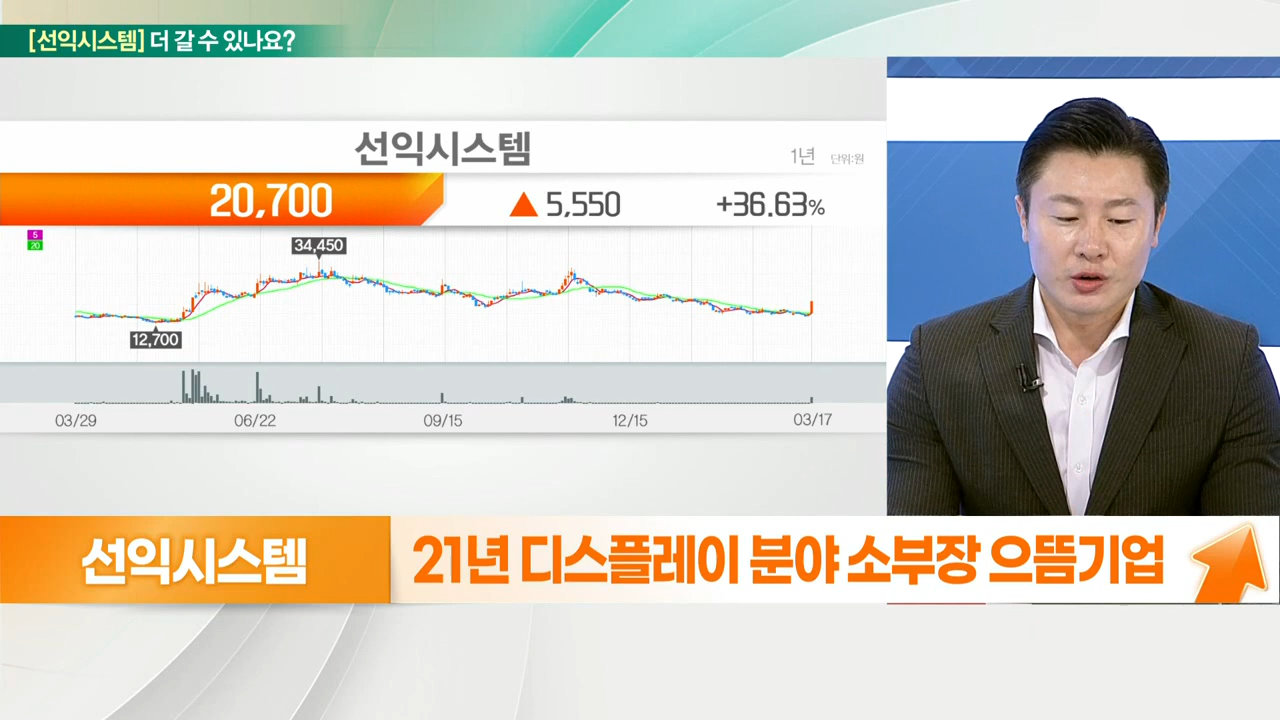 [선익시스템] 더 갈 수 있나요?
선익시스템
1년 단위:원
20,700 ▲ 5,550 +36.63%
5
20
34,450
12,700
03/29 06/22 09/15 12/15 03/17
선익시스템 21년 디스플레이 분야 소부장 으뜸기업